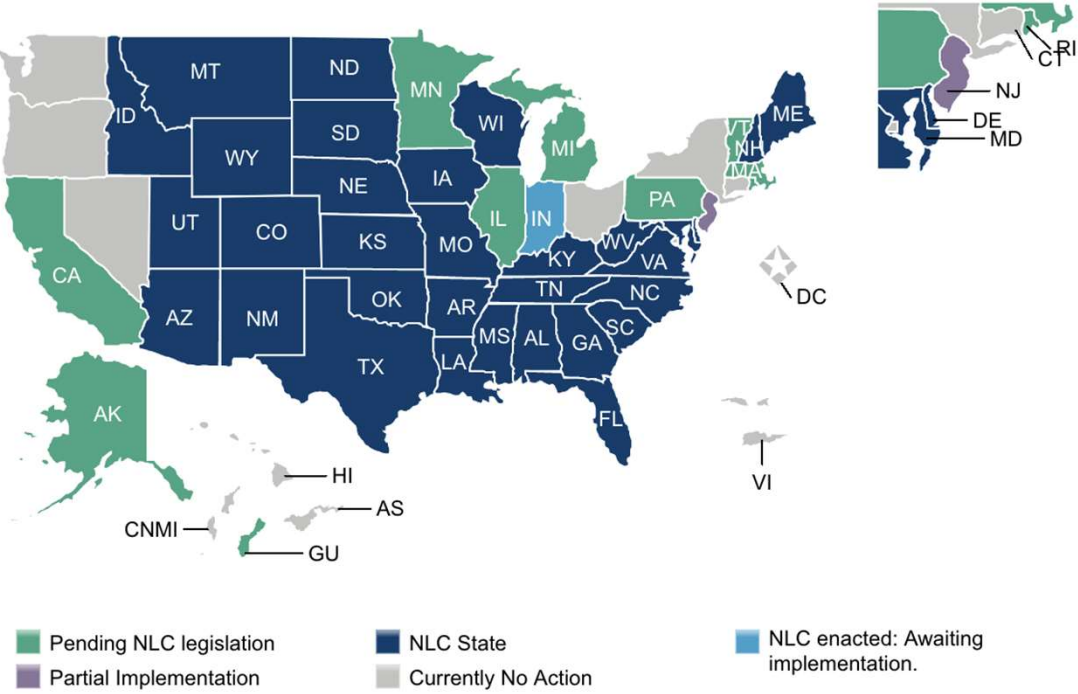 MT
ND
MN
ID
SD
WI
ME
VT
NH
MI
MA
WY
IA
NE
PA
IL
IN
UT
CO
KS
MO
WV
KY
VA
CA
TN
NC
OK
AR
AZ
NM
MS
AL
GA
SC
TX
LA
FL
AK
RI
CT
NJ
DE
MD
DC
HI
VI
AS
CNMI
GU
Pending NLC legislation
Partial Implementation
NLC State
Currently No Action
NLC enacted: Awaiting
implementation.